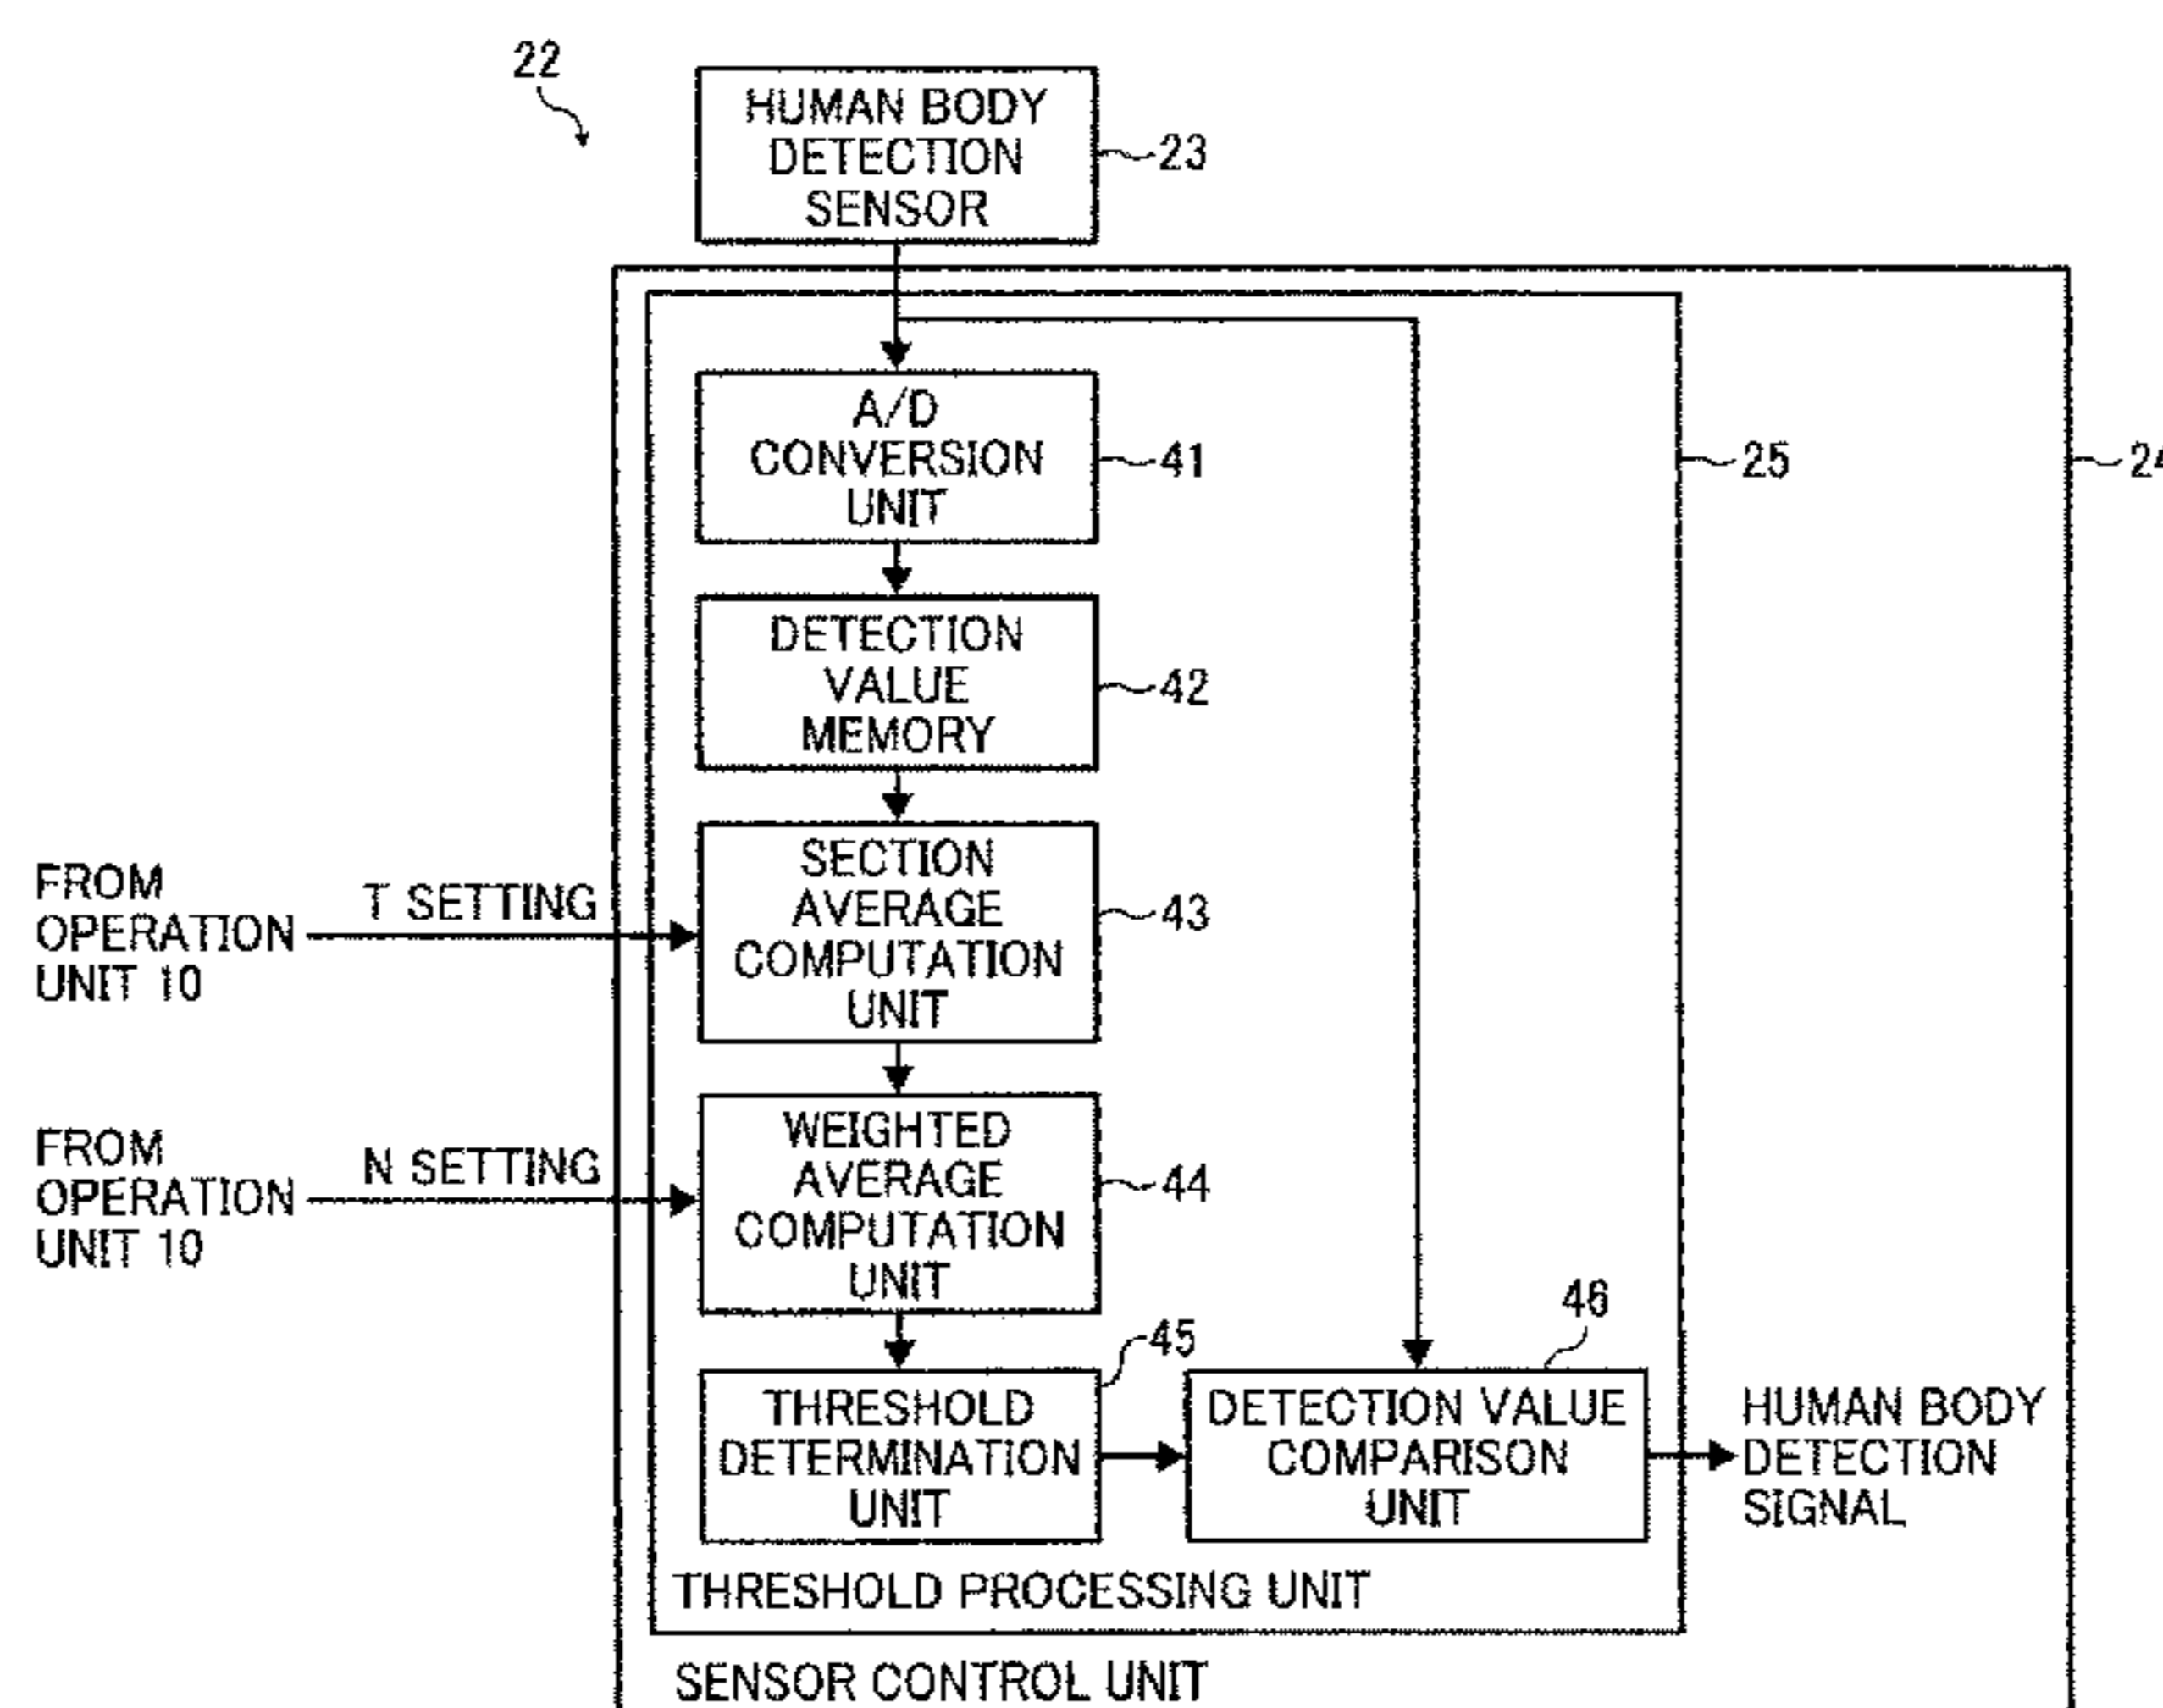 22
HUMAN BODY
DETECTION
SENSOR
23
A/D
CONVERSION
UNIT
41
25
24
DETECTION
VALUE
MEMORY
42
FROM
OPERATION
UNIT 10
T SETTING
SECTION
AVERAGE
COMPUTATION
UNIT
43
FROM
OPERATION
UNIT 10
N SETTING
WEIGHTED
AVERAGE
COMPUTATION
UNIT
44
45
46
THRESHOLD
DETERMINATION
UNIT
DETECTION VALUE
COMPARISON
UNIT
HUMAN BODY
DETECTION
SIGNAL
THRESHOLD PROCESSING UNIT
SENSOR CONTROL UNIT